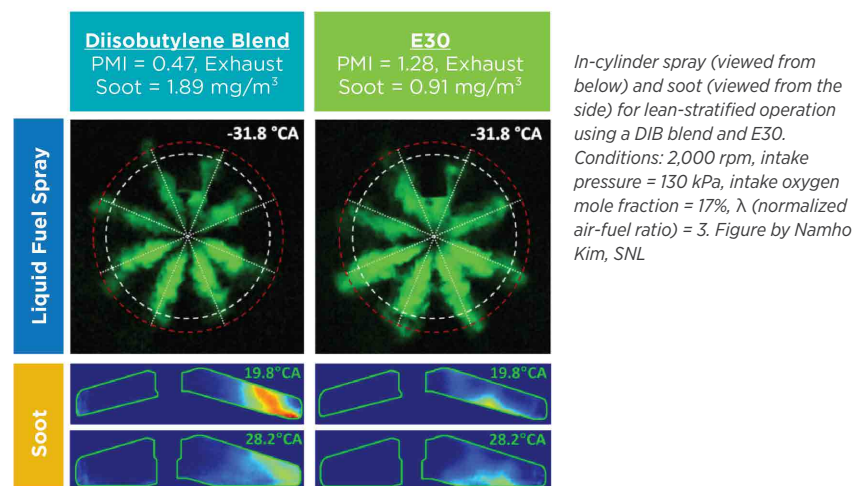 Diisobutylene Blend
PMI = 0.47, Exhaust
Soot = 1.89 mg/m³
E30
PMI = 1.28, Exhaust
Soot = 0.91 mg/m³
Liquid Fuel Spray
-31.8 °CA
-31.8 °CA
Soot
19.8°CA
19.8°CA
28.2°CA
28.2°CA
In-cylinder spray (viewed from
below) and soot (viewed from the
side) for lean-stratified operation
using a DIB blend and E30.
Conditions: 2,000 rpm, intake
pressure = 130 kPa, intake oxygen
mole fraction = 17%, λ (normalized
air-fuel ratio) = 3. Figure by Namho
Kim, SNL